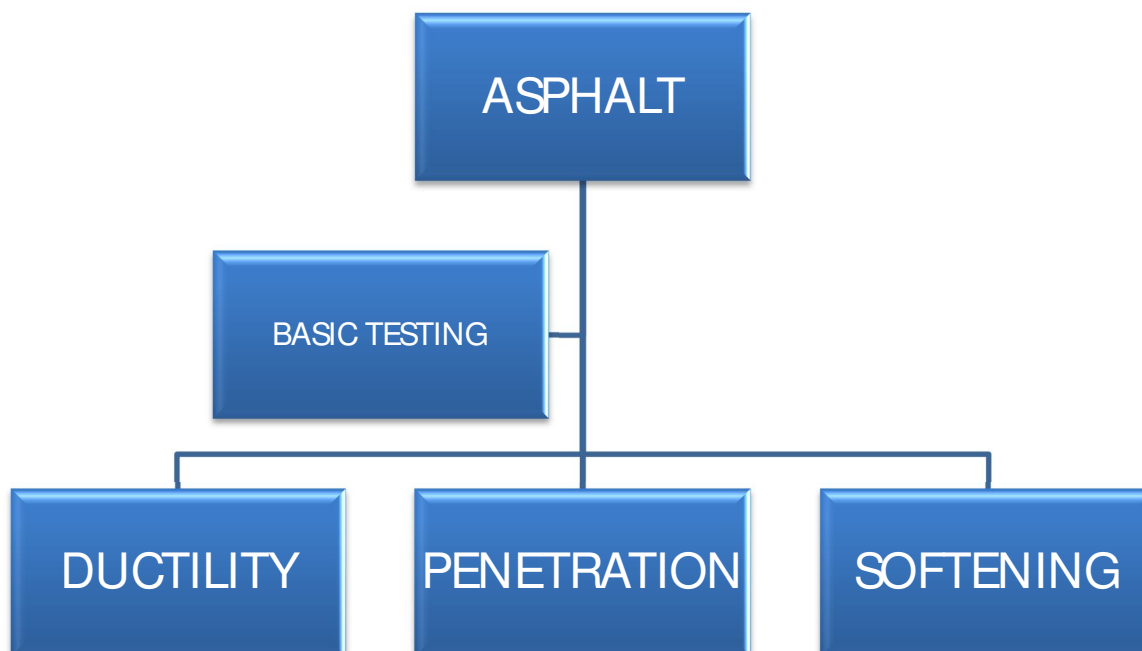 ASPHALT
BASIC TESTING
DUCTILITY
PENETRATION
SOFTENING